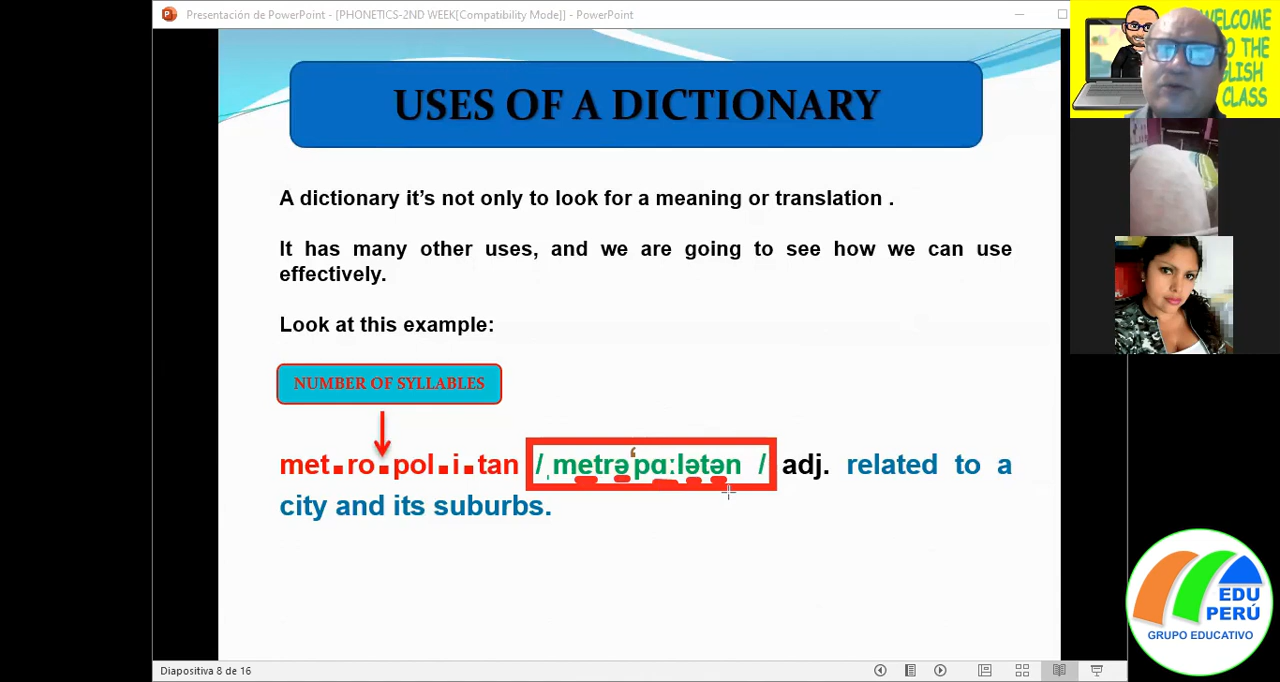 Presentación de PowerPoint - [PHONETICS-2ND WEEK[Compatibility Mode]] - PowerPoint
WELCOME
TO THE
GLISH
CLASS
USES OF A DICTIONARY
A dictionary it's not only to look for a meaning or translation .
It has many other uses, and we are going to see how we can use
effectively.
Look at this example:
NUMBER OF SYLLABLES
met.ro.pol.i.tan /ˌmetrəˈpɑːlətən / adj. related to a
city and its suburbs.
EDU
PERÚ
GRUPO EDUCATIVO
Diapositiva 8 de 16